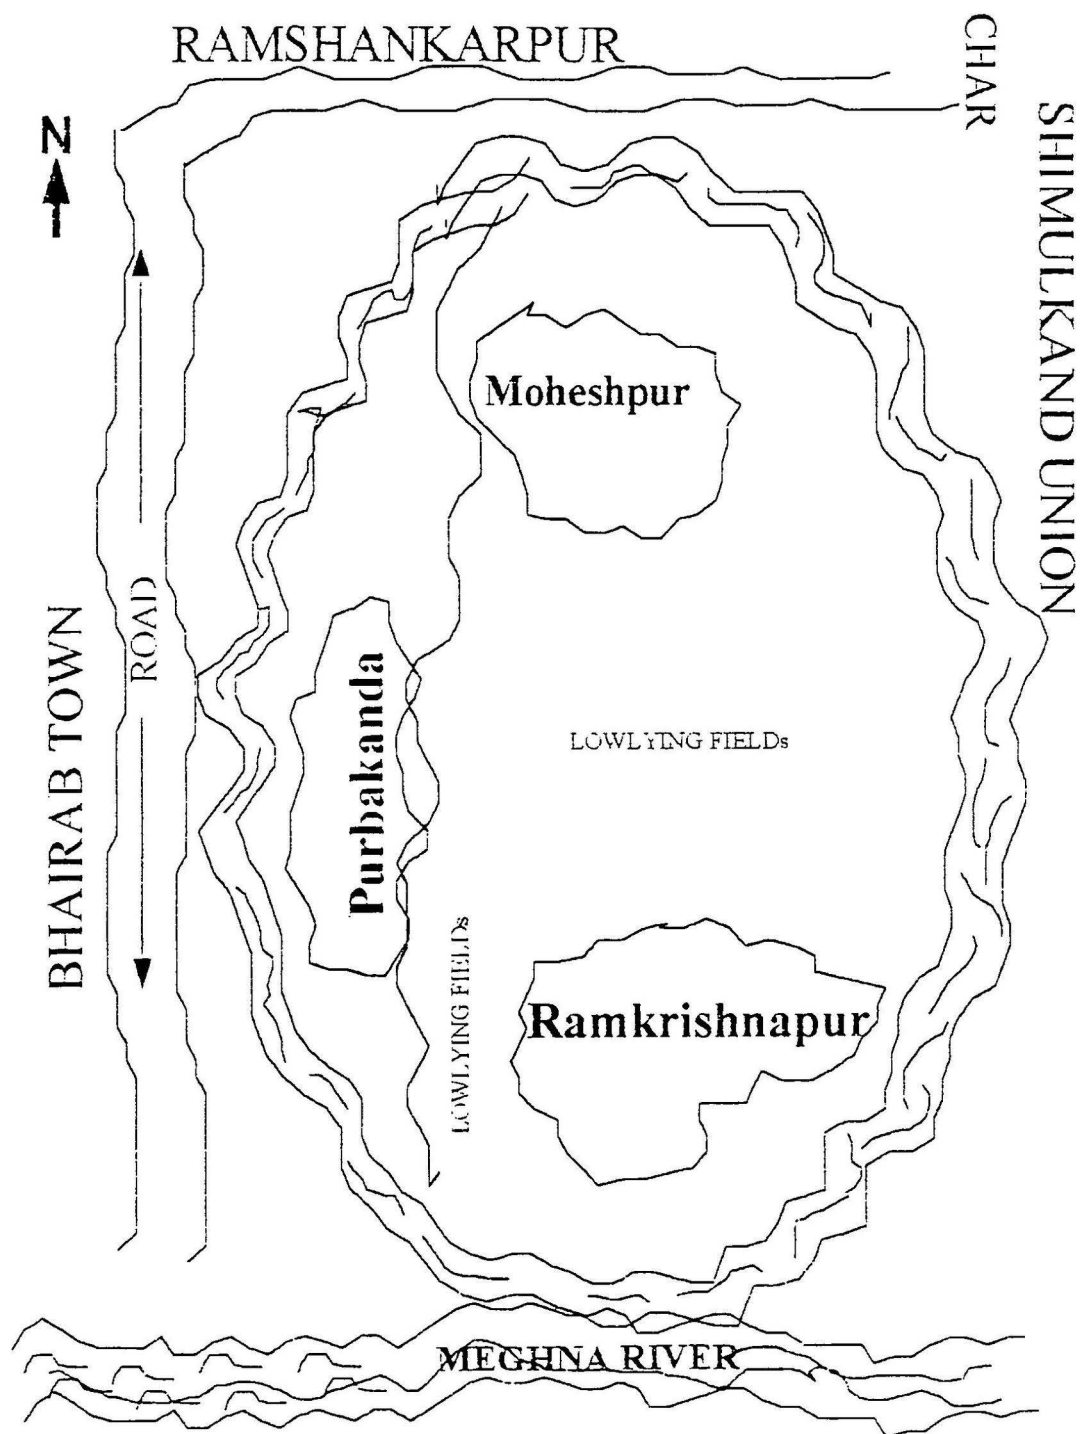 RAMSHANKARPUR
CHAR
SHIMULKAND UNION
N
Moheshpur
ROAD
BHAIRAB TOWN
Purbakanda
LOWLYING FIELDs
LOWLYING FIELDs
Ramkrishnapur
MEGHNA RIVER